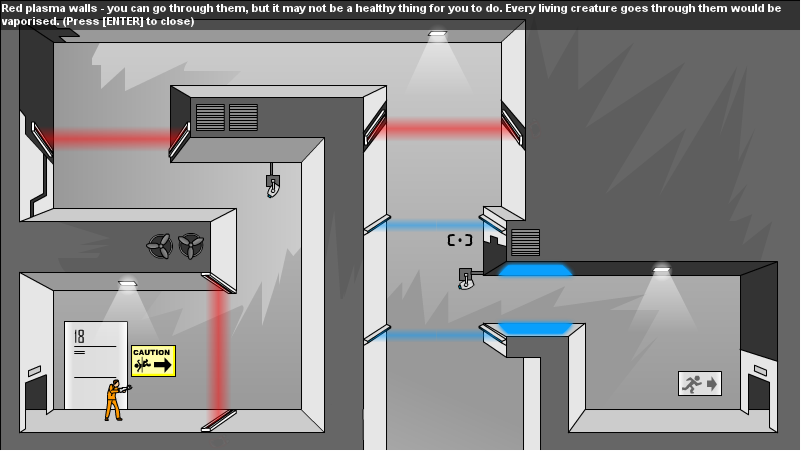 Red plasma walls - you can go through them, but it may not be a healthy thing for you to do. Every living creature goes through them would be
vaporised. (Press [ENTER] to close)
18
CAUTION